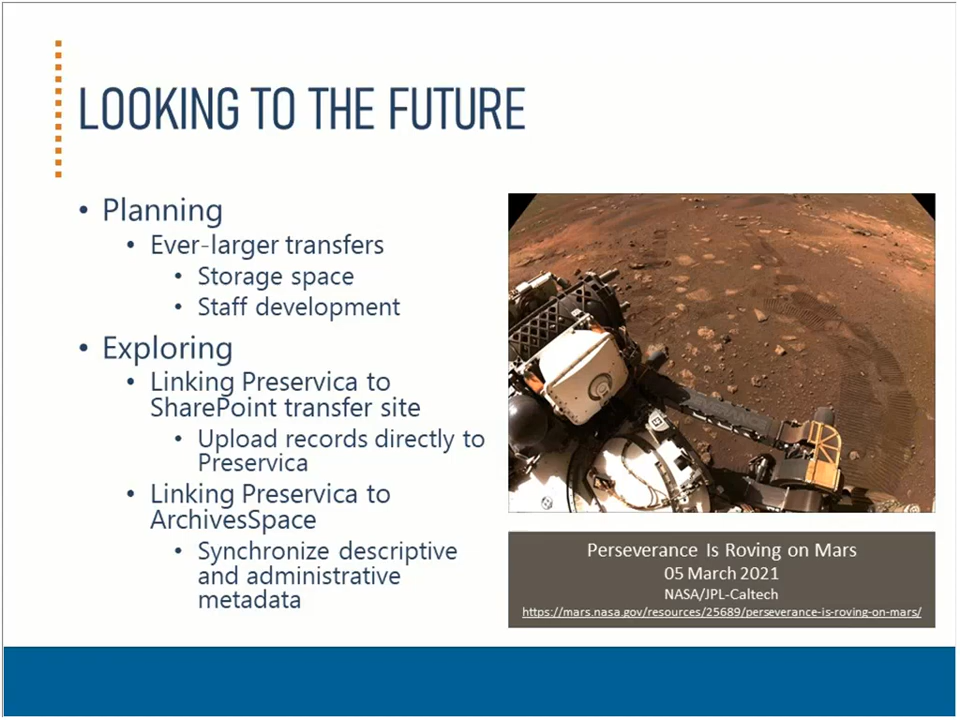 LOOKING TO THE FUTURE
• Planning
• Ever-larger transfers
• Storage space
• Staff development
• Exploring
• Linking Preservica to
SharePoint transfer site
• Upload records directly to
Preservica
• Linking Preservica to
ArchivesSpace
• Synchronize descriptive
and administrative
metadata
Perseverance Is Roving on Mars
05 March 2021
NASA/JPL-Caltech
https://mars.nasa.gov/resources/25689/perseverance-is-roving-on-mars/